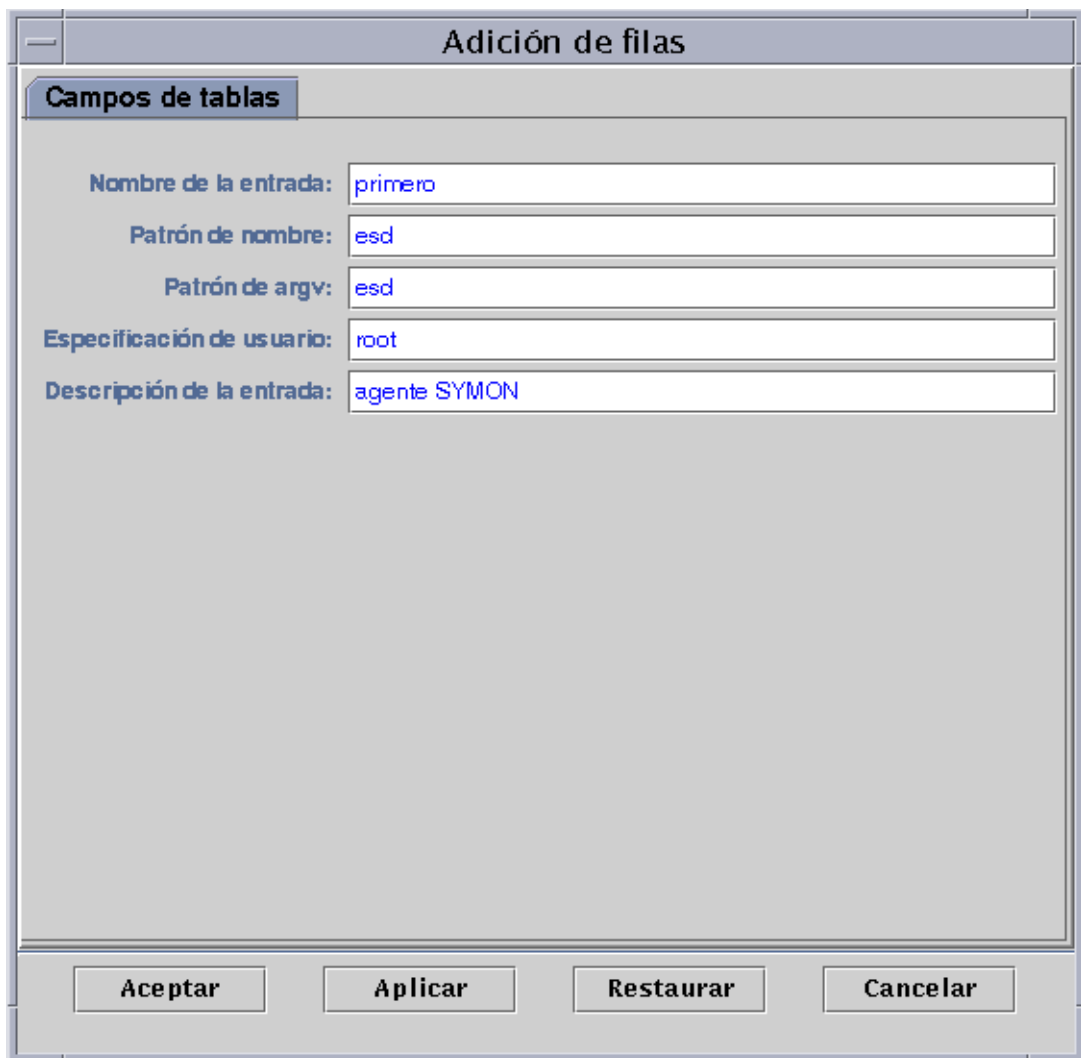 Adición de filas
Campos de tablas
Nombre de la entrada: primero
Patrón de nombre: esd
Patrón de argv: esd
Especificación de usuario: root
Descripción de la entrada: agente SYMON
Aceptar Aplicar Restaurar Cancelar